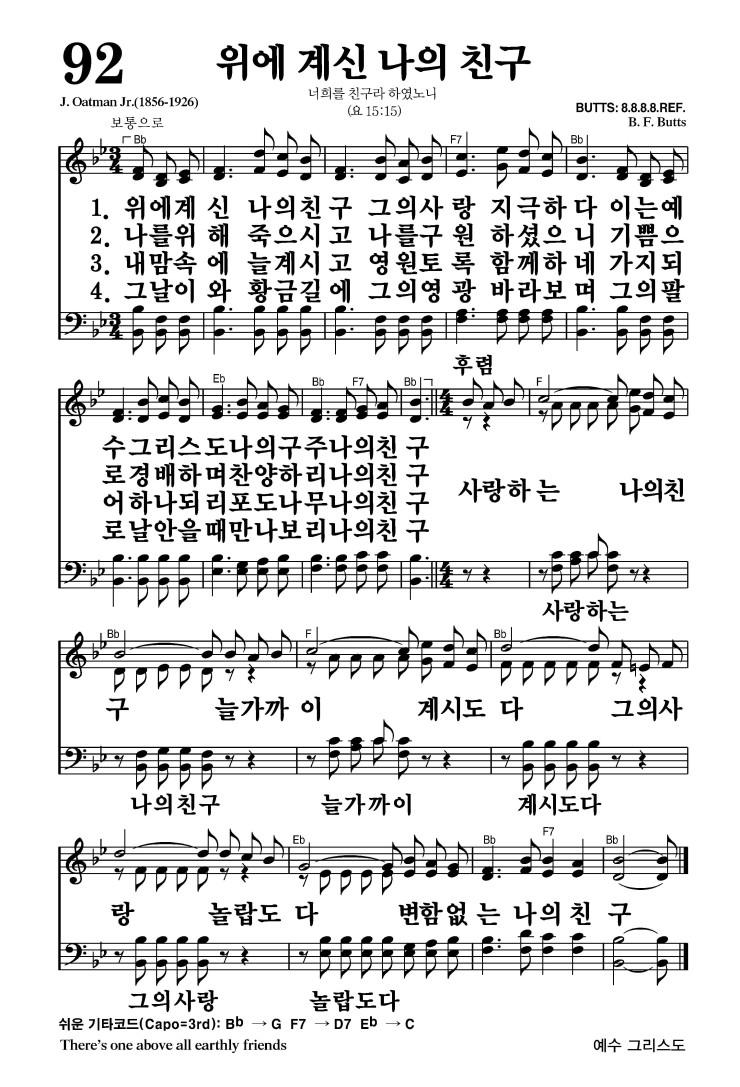 92 위에 계신 나의 친구
너희를 친구라 하였노니
J. Oatman Jr.(1856-1926) (요 15:15) BUTTS: 8.8.8.8.REF.
보통으로 B. F. Butts
Bb F7 Bb
1. 위에계 신 나의친 구 그의사 랑 지극하 다 이는예
2. 나를위 해 죽으시 고 나를구 원 하셨으 니 기쁨으
3. 내맘속 에 늘계시 고 영원토 록 함께하 네 가지되
4. 그날이 와 황금길 에 그의영 광 바라보 며 그의팔
후렴
Eb Bb F7 Bb F
수그리스도나의구주나의친 구
로경배하며찬양하리나의친 구
어하나되리포도나무나의친 구
로날안을때만나보리나의친 구
사랑하 는 나의친
사랑하는
Bb F Bb
구 늘가까 이 계시도 다 그의사
나의친구 늘가까이 계시도다
Eb Bb F7 Bb
랑 놀랍도 다 변함없 는 나의 친 구
그의사랑 놀랍도다
쉬운 기타코드(Capo=3rd): Bb → G F7 → D7 Eb → C
There's one above all earthly friends 예수 그리스도